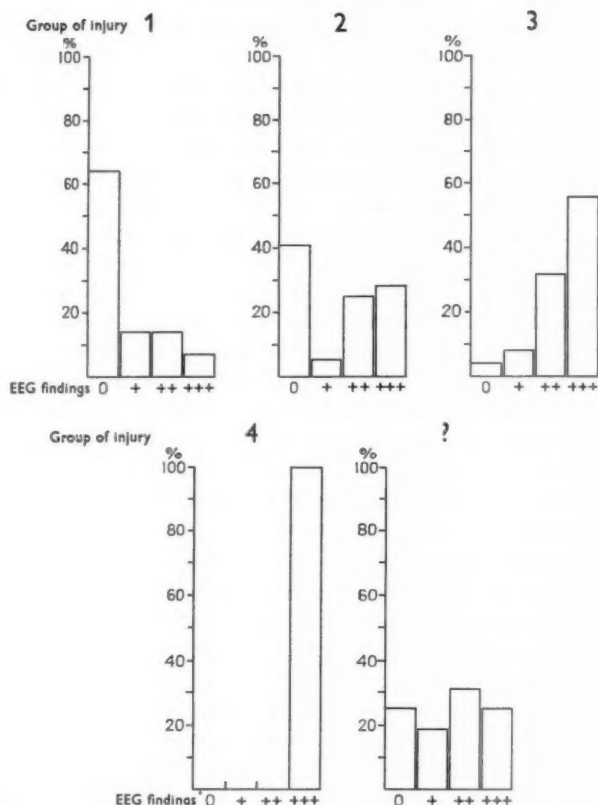 Group of injury 1 2 3
% % %
100 100 100
80 80 80
60 60 60
40 40 40
20 20 20
EEG findings 0 + ++ +++ 0 + ++ +++ 0 + ++ +++
Group of injury 4 ?
% %
100 100
80 80
60 60
40 40
20 20
EEG findings 0 + ++ +++ 0 + ++ +++